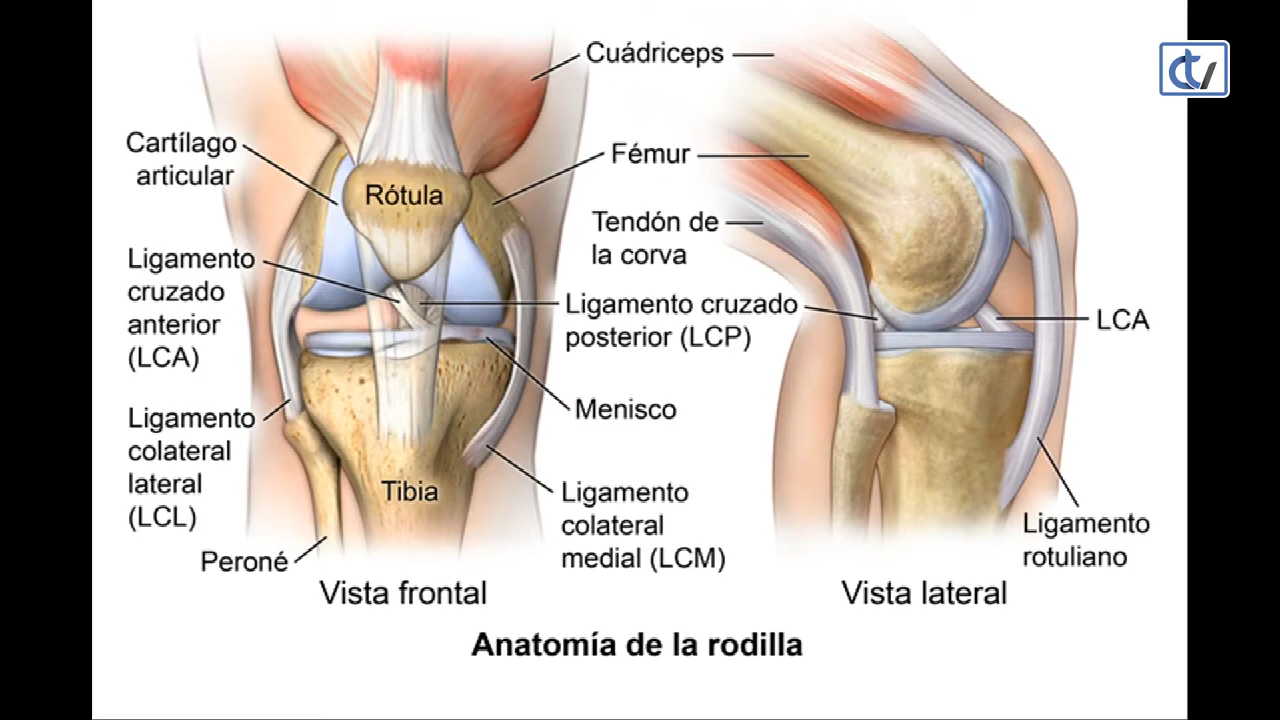 Cuádriceps
Cartílago
articular
Rótula
Fémur
Tendón de
la corva
Ligamento
cruzado
anterior
(LCA)
Ligamento cruzado
posterior (LCP)
LCA
Menisco
Ligamento
colateral
lateral
(LCL)
Tibia
Ligamento
colateral
medial (LCM)
Ligamento
rotuliano
Peroné
Vista frontal
Vista lateral
Anatomía de la rodilla